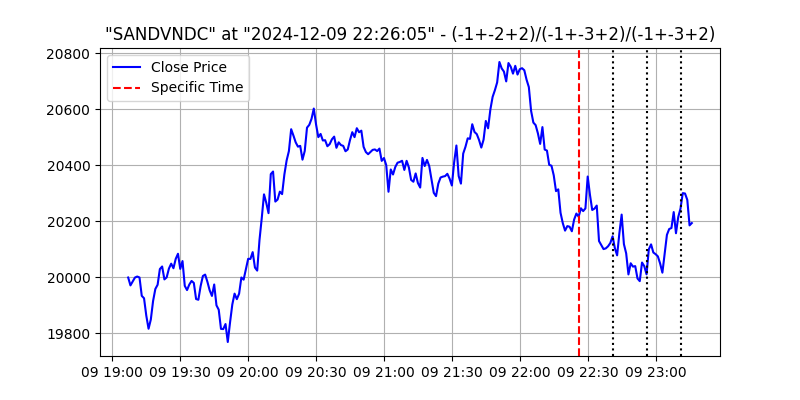 "SANDVNDC" at "2024-12-09 22:26:05" - (-1+-2+2)/(-1+-3+2)/(-1+-3+2)
Close Price
Specific Time
20800
20600
20400
20200
20000
19800
09 19:00 09 19:30 09 20:00 09 20:30 09 21:00 09 21:30 09 22:00 09 22:30 09 23:00